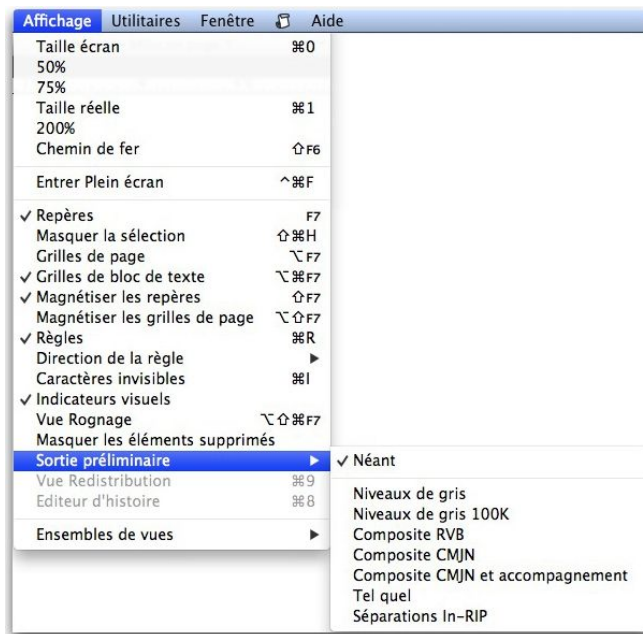 Affichage Utilitaires Fenêtre Aide
Taille écran ⌘0
50%
75%
Taille réelle ⌘1
200%
Chemin de fer ⇧F6
Entrer Plein écran ^⌘F
✓ Repères F7
Masquer la sélection ⇧⌘H
Grilles de page ⌥F7
✓ Grilles de bloc de texte ⌥⌘F7
✓ Magnétiser les repères ⇧F7
Magnétiser les grilles de page ⌥⇧F7
✓ Règles ⌘R
Direction de la règle ▶
Caractères invisibles ⌘I
✓ Indicateurs visuels
Vue Rognage ⌥⇧⌘F7
Masquer les éléments supprimés
Sortie préliminaire ▶
Vue Redistribution ⌘9
Editeur d'histoire ⌘8
Ensembles de vues ▶
✓ Néant
Niveaux de gris
Niveaux de gris 100K
Composite RVB
Composite CMJN
Composite CMJN et accompagnement
Tel quel
Séparations In-RIP